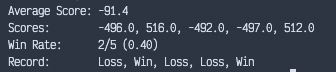 Average Score: -91.4
Scores: -496.0, 516.0, -492.0, -497.0, 512.0
Win Rate: 2/5 (0.40)
Record: Loss, Win, Loss, Loss, Win